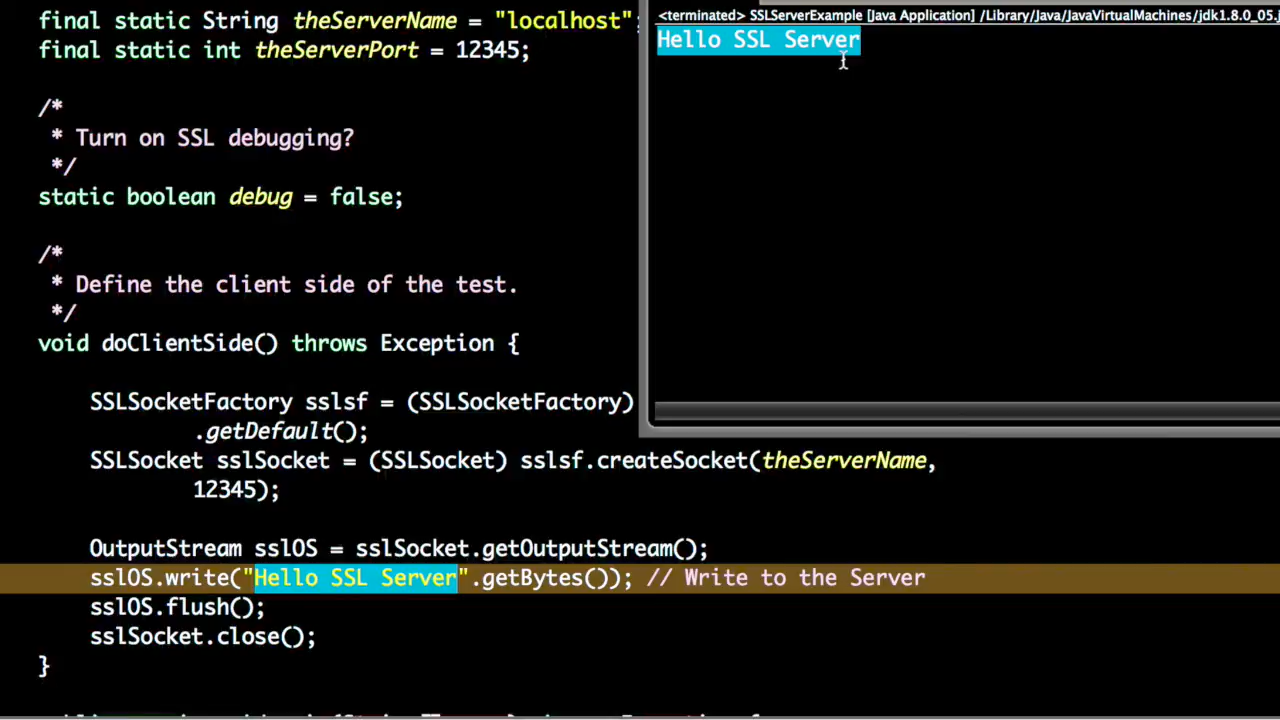 final static String theServerName = "localhost";
final static int theServerPort = 12345;
/*
* Turn on SSL debugging?
*/
static boolean debug = false;
/*
* Define the client side of the test.
*/
void doClientSide() throws Exception {
SSLSocketFactory sslsf = (SSLSocketFactory)
.getDefault();
SSLSocket sslSocket = (SSLSocket) sslsf.createSocket(theServerName,
12345);
OutputStream sslOS = sslSocket.getOutputStream();
sslOS.write("Hello SSL Server".getBytes()); // Write to the Server
sslOS.flush();
sslSocket.close();
}
<terminated> SSLServerExample [Java Application] /Library/Java/JavaVirtualMachines/jdk1.8.0_05.j
Hello SSL Server